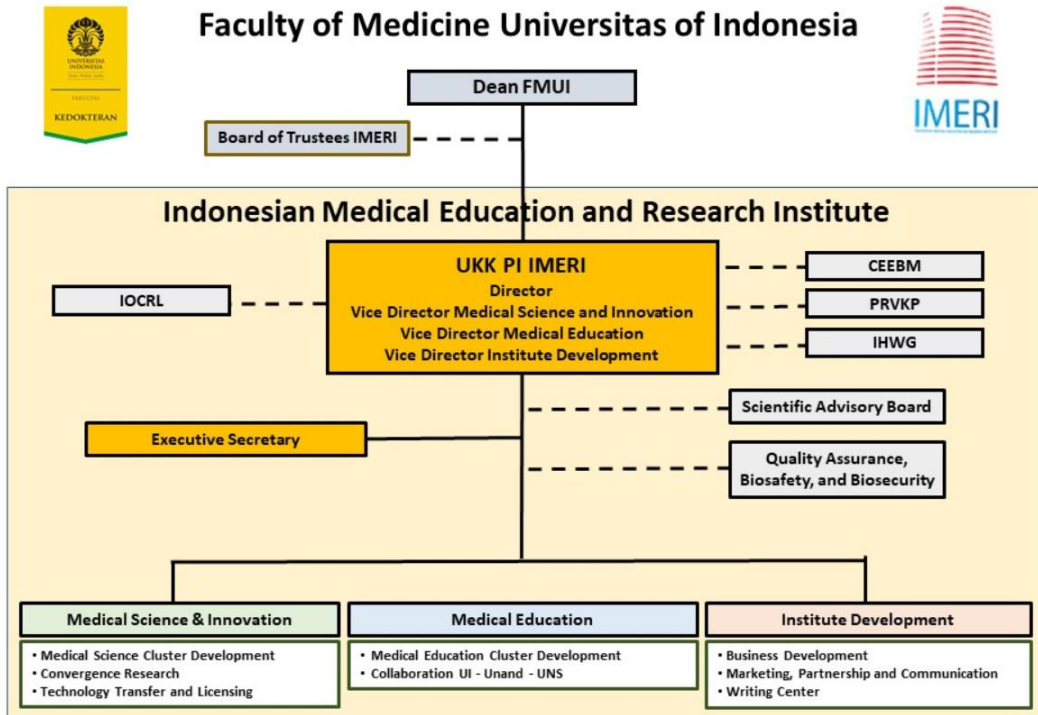 Faculty of Medicine Universitas of Indonesia
UNIVERSITAS
INDONESIA
FAKULTAS
KEDOKTERAN
IMERI
Dean FMUI
Board of Trustees IMERI
Indonesian Medical Education and Research Institute
UKK PI IMERI
Director
Vice Director Medical Science and Innovation
Vice Director Medical Education
Vice Director Institute Development
IOCRL
CEEBM
PRVKP
IHWG
Scientific Advisory Board
Executive Secretary
Quality Assurance,
Biosafety, and Biosecurity
Medical Science & Innovation
• Medical Science Cluster Development
• Convergence Research
• Technology Transfer and Licensing
Medical Education
• Medical Education Cluster Development
• Collaboration UI - Unand - UNS
Institute Development
• Business Development
• Marketing, Partnership and Communication
• Writing Center